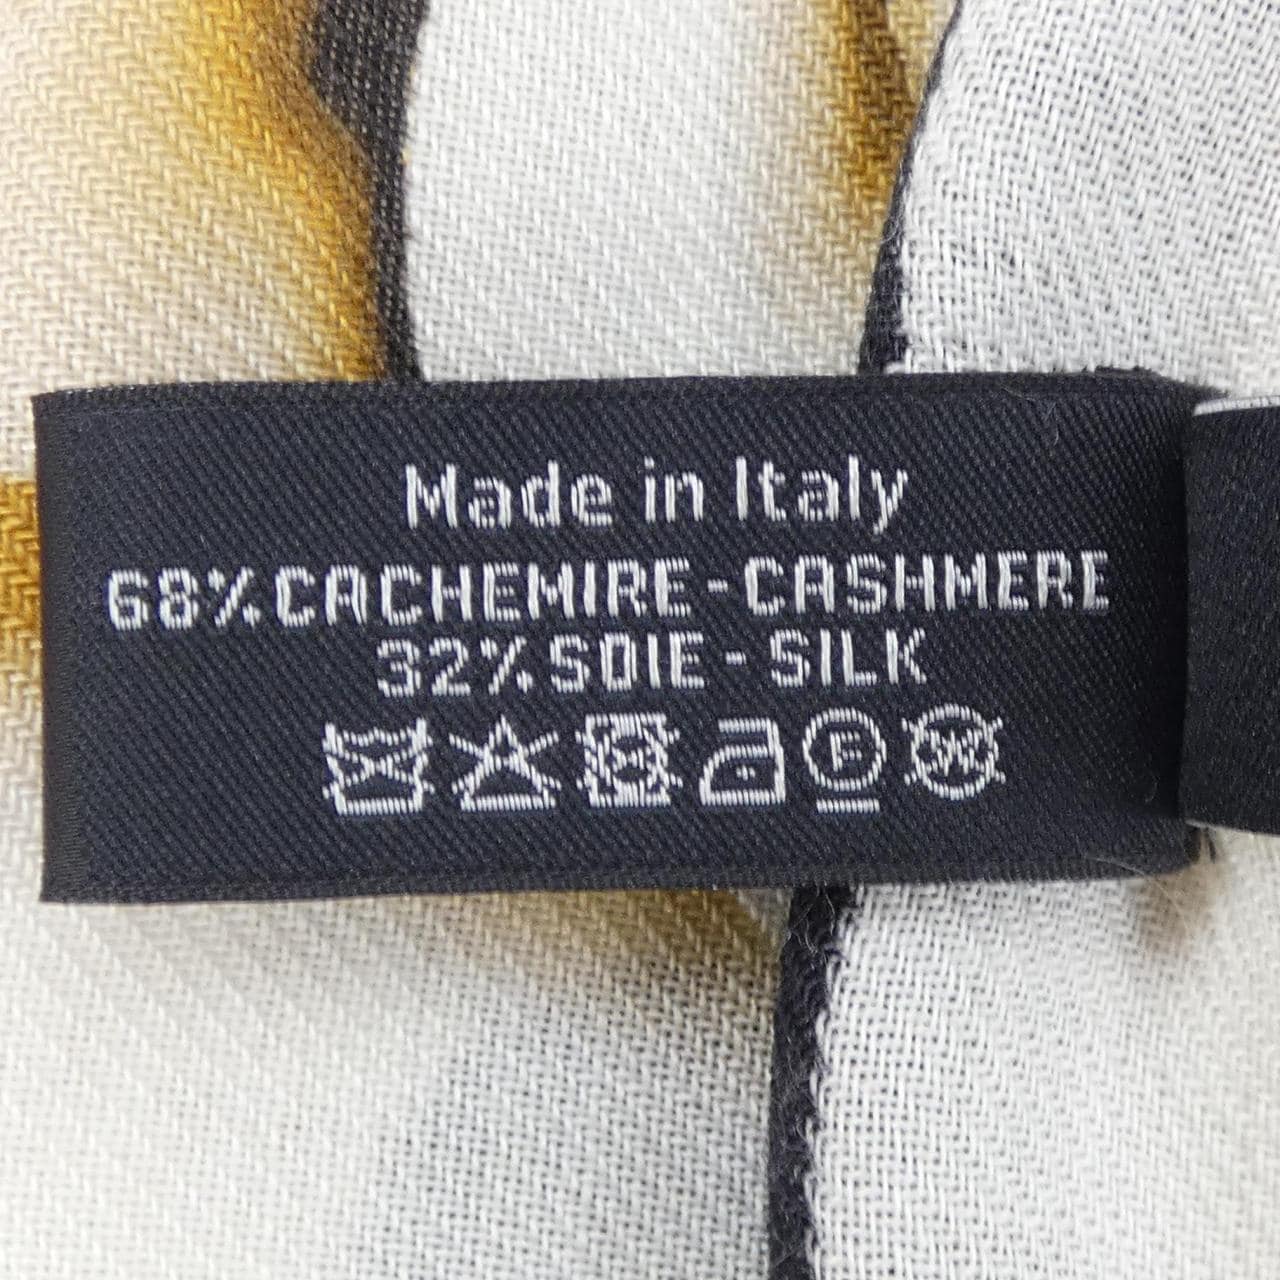 Made in Italy
68% CACHEMIRE - CASHMERE
32% SOIE - SILK
F W